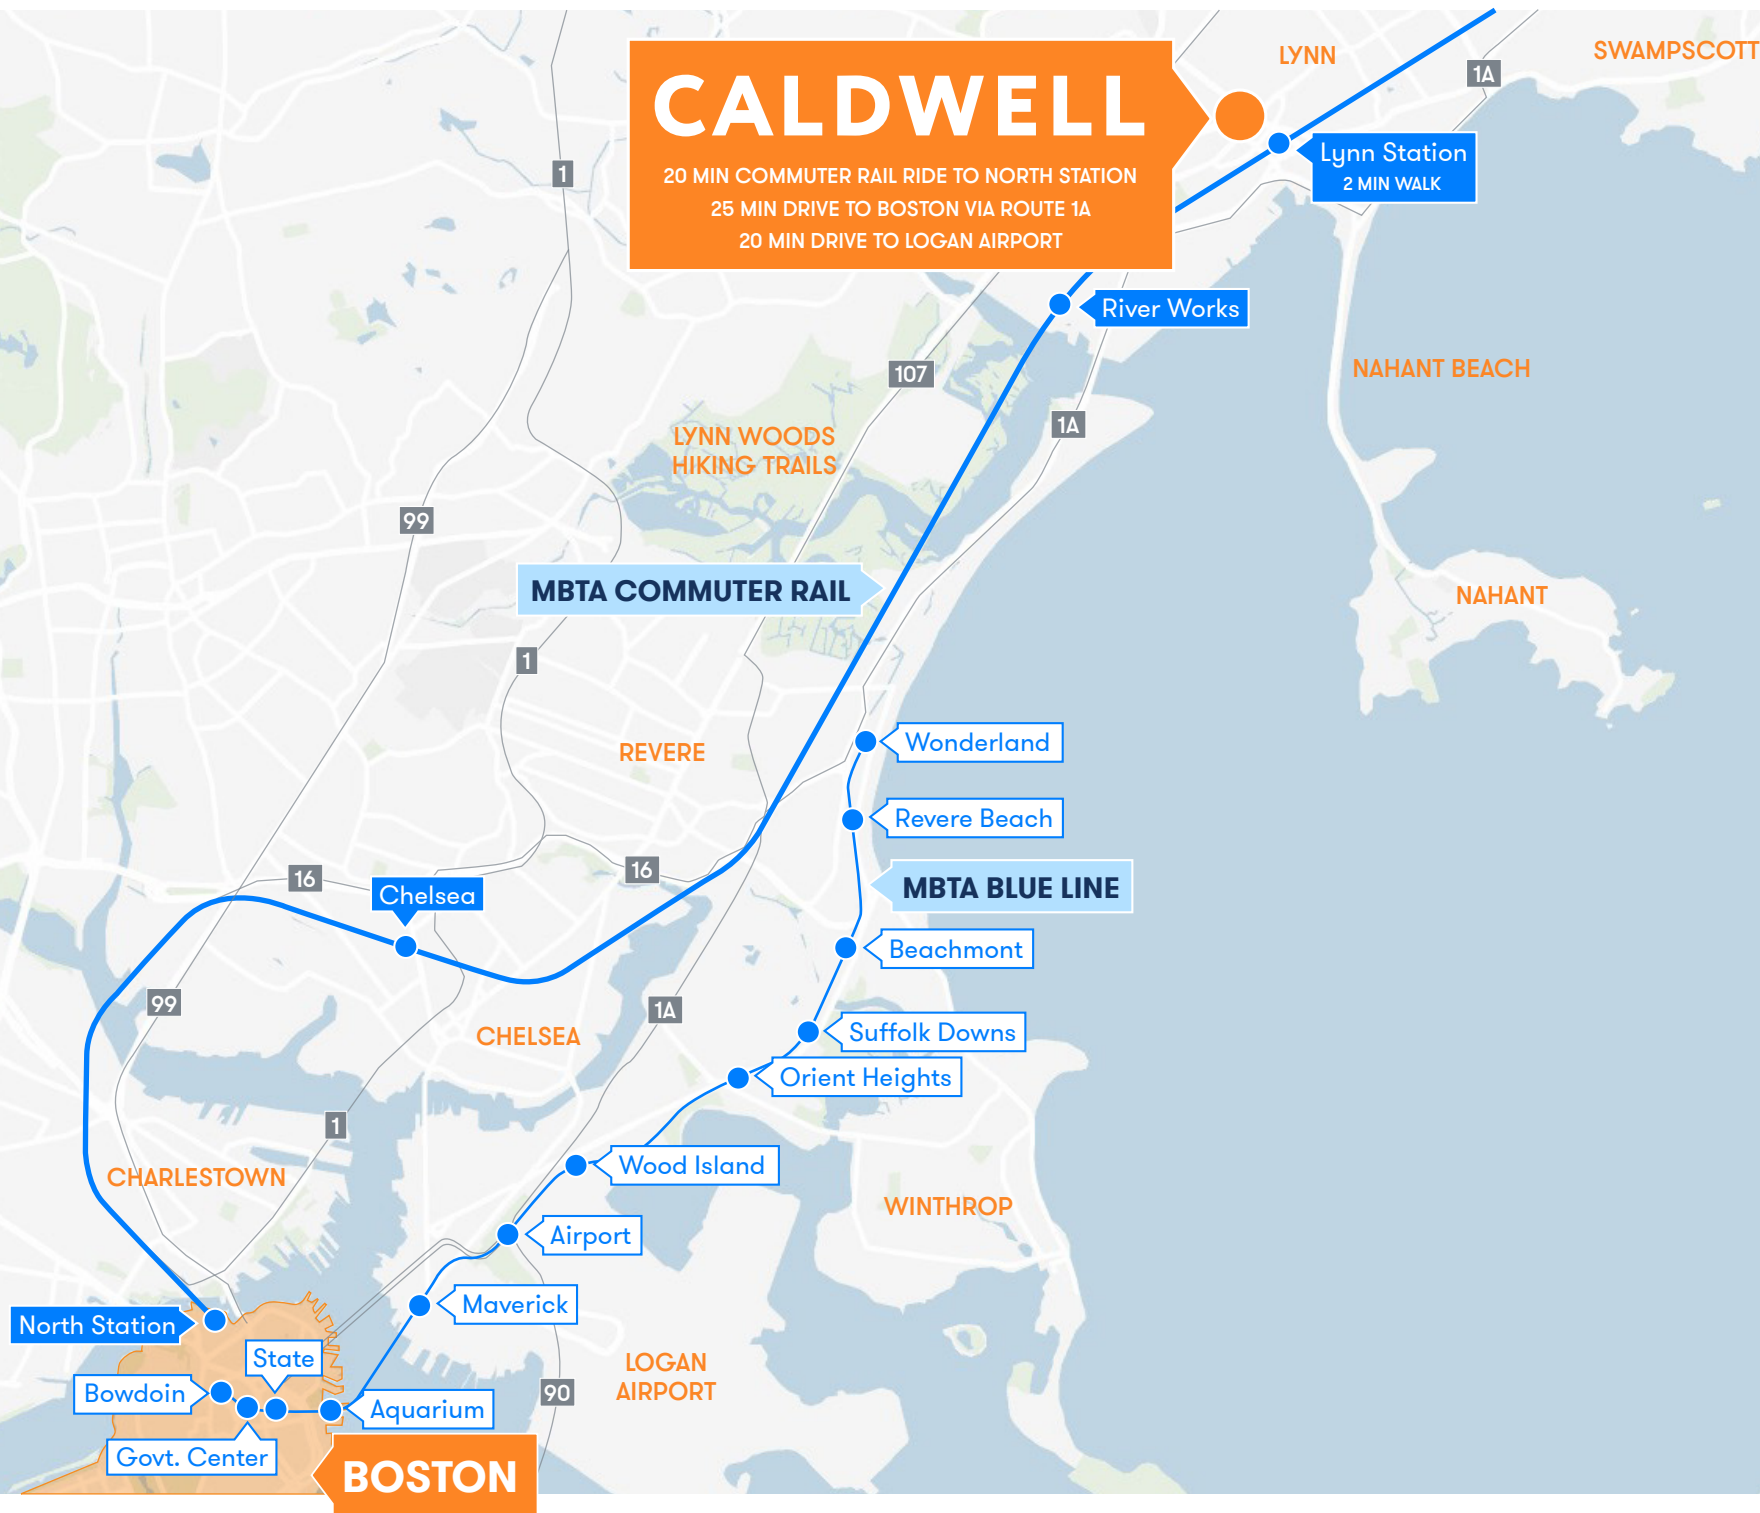 LYNN
SWAMPSCOTT
1A
CALDWELL
20 MIN COMMUTER RAIL RIDE TO NORTH STATION
25 MIN DRIVE TO BOSTON VIA ROUTE 1A
20 MIN DRIVE TO LOGAN AIRPORT
Lynn Station
2 MIN WALK
1
River Works
107
NAHANT BEACH
1A
LYNN WOODS
HIKING TRAILS
99
MBTA COMMUTER RAIL
NAHANT
1
REVERE
Wonderland
Revere Beach
16
16
Chelsea
MBTA BLUE LINE
Beachmont
99
1A
Suffolk Downs
CHELSEA
Orient Heights
1
Wood Island
CHARLESTOWN
WINTHROP
Airport
Maverick
North Station
State
LOGAN
AIRPORT
Bowdoin
90
Aquarium
Govt. Center
BOSTON